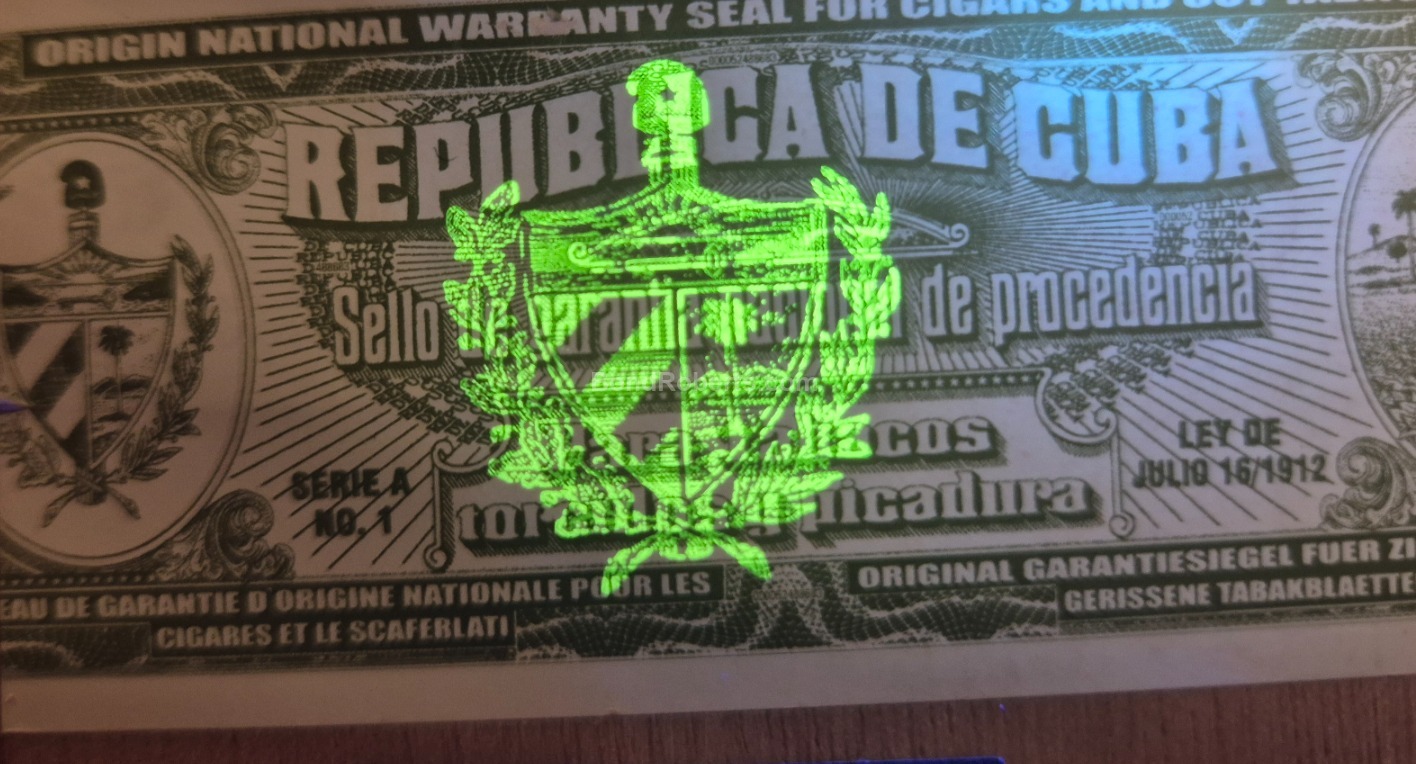 ORIGIN NATIONAL WARRANTY SEAL FOR CIGARS AND
REPUBLICA DE CUBA
Sello de procedencia
SERIE A
NO. 1
LEY DE
JULIO 16/1912
torcidos y picadura
EAU DE GARANTIE D'ORIGINE NATIONALE POUR LES
CIGARES ET LE SCAFERLATI
ORIGINAL GARANTIESIEGEL FUER ZI
GERISSENE TABAKBLAETTE